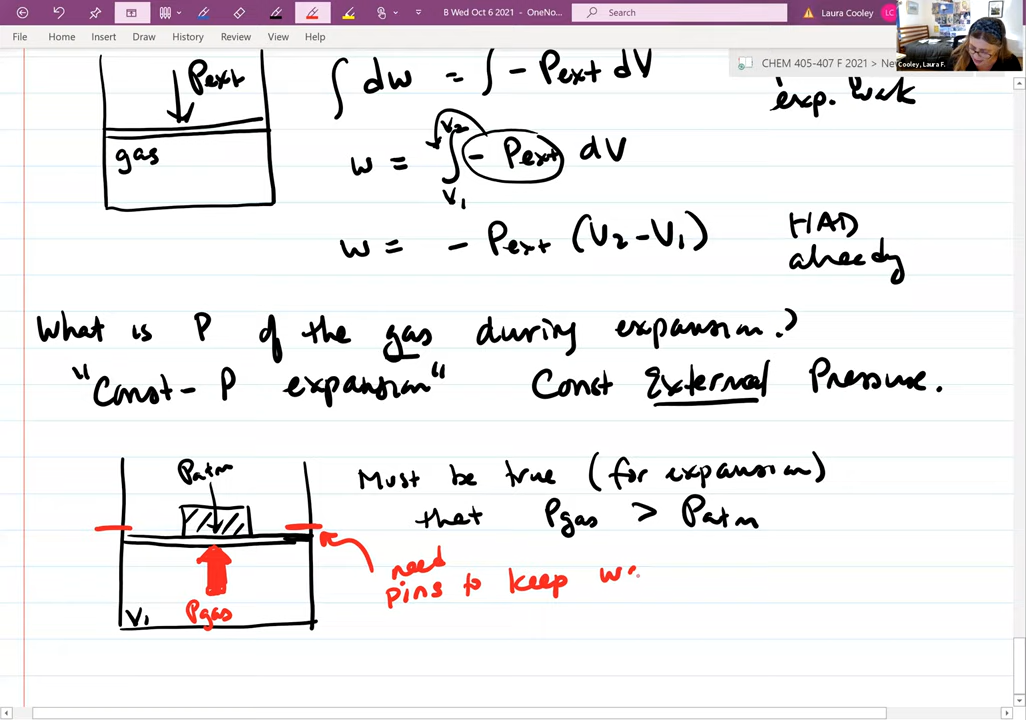 B Wed Oct 6 2021 - OneNo...
Search
Laura Cooley
LC
File Home Insert Draw History Review View Help
Cooley, Laura F.
CHEM 405-407 F 2021 > Ne
Pext
gas
∫ dw = ∫ - Pext dV
exp. work
w = ∫ V1 V2 - Pext dV
w = - Pext (V2 - V1)
HAD already
What is P of the gas during expansion?
"Const - P expansion" Const External Pressure.
Patm
Pgas
V1
Must be true (for expansion)
that Pgas > Patm
need
pins to keep